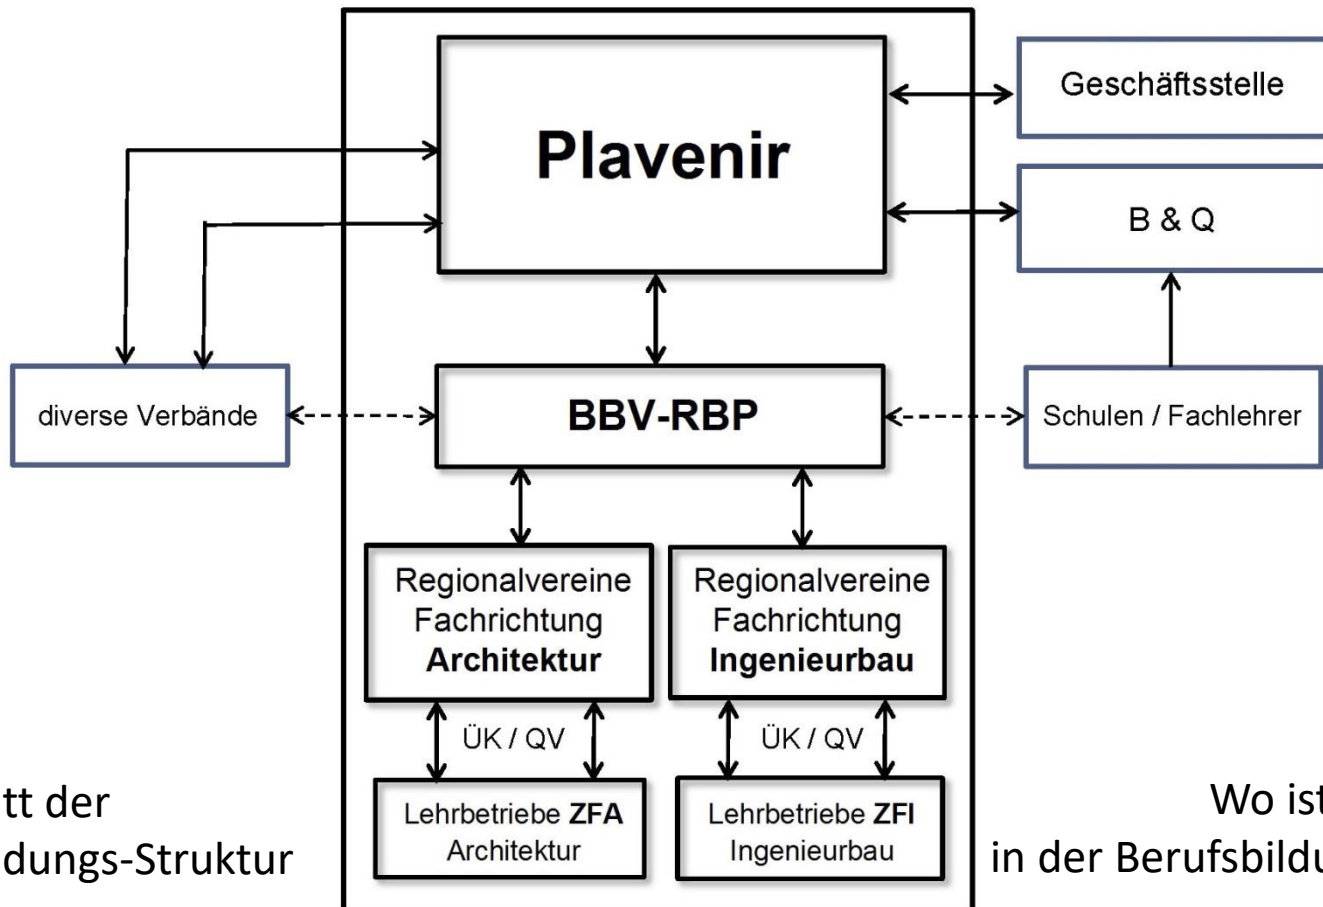 Plavenir
Geschäftsstelle
B & Q
diverse Verbände
BBV-RBP
Schulen / Fachlehrer
Regionalvereine
Fachrichtung
Architektur
Regionalvereine
Fachrichtung
Ingenieurbau
ÜK / QV
ÜK / QV
Lehrbetriebe ZFA
Architektur
Lehrbetriebe ZFI
Ingenieurbau
tt der
dungs-Struktur
Wo ist
in der Berufsbildu